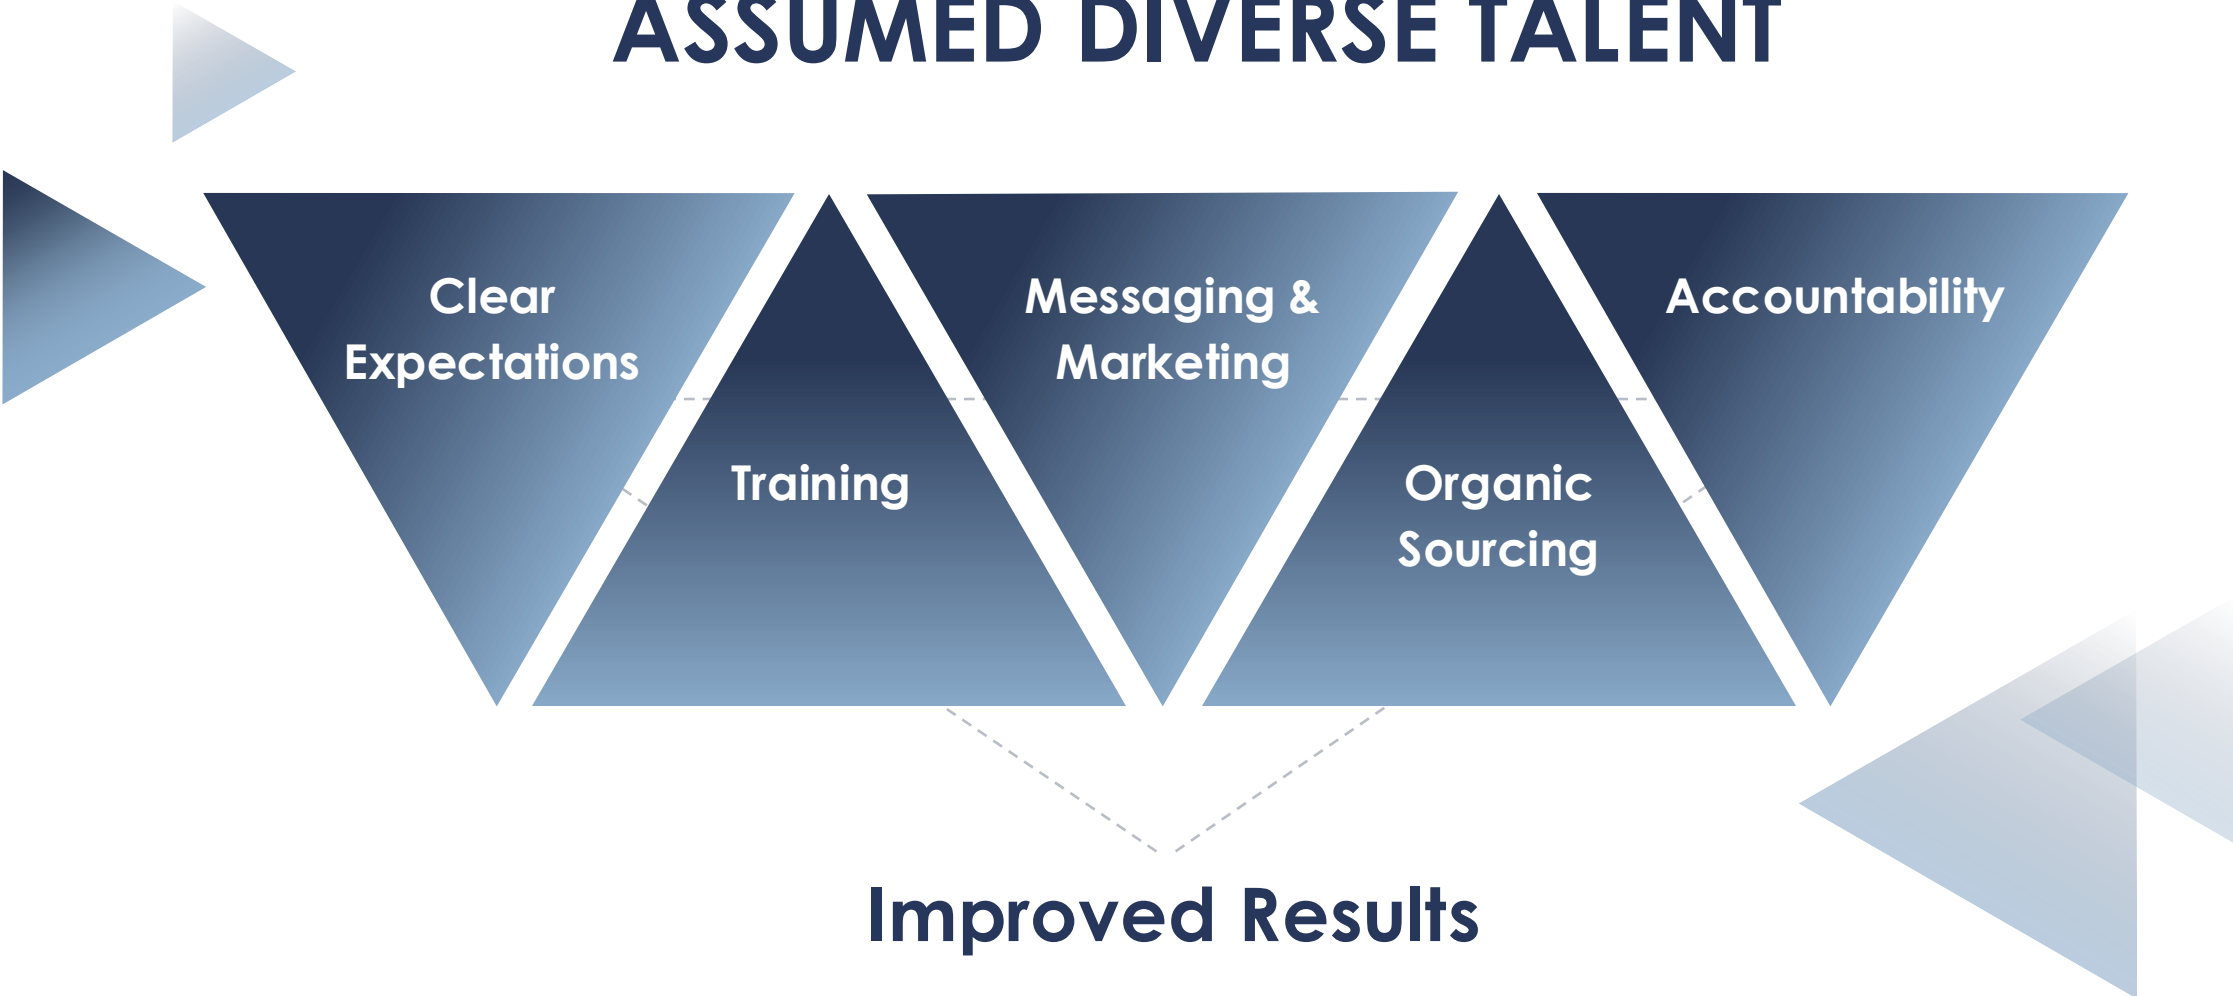 ASSUMED DIVERSE TALENT
Clear
Expectations
Training
Messaging &
Marketing
Organic
Sourcing
Accountability
Improved Results